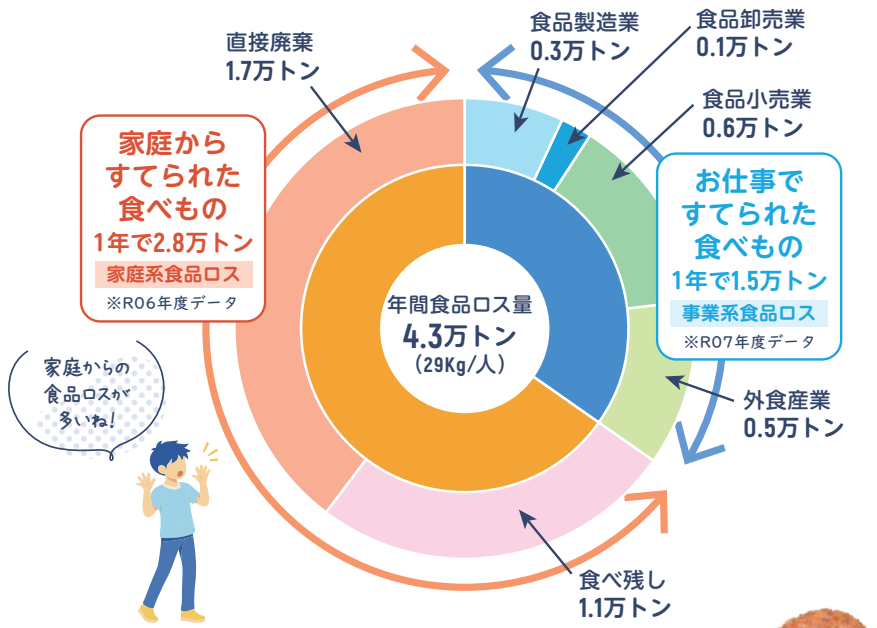 直接廃棄
1.7万トン
食品製造業
0.3万トン
食品卸売業
0.1万トン
食品小売業
0.6万トン
家庭から
すてられた
食べもの
1年で2.8万トン
家庭系食品ロス
※R06年度データ
お仕事で
すてられた
食べもの
1年で1.5万トン
事業系食品ロス
※R07年度データ
年間食品ロス量
4.3万トン
(29Kg/人)
家庭からの
食品ロスが
多いね!
外食産業
0.5万トン
食べ残し
1.1万トン